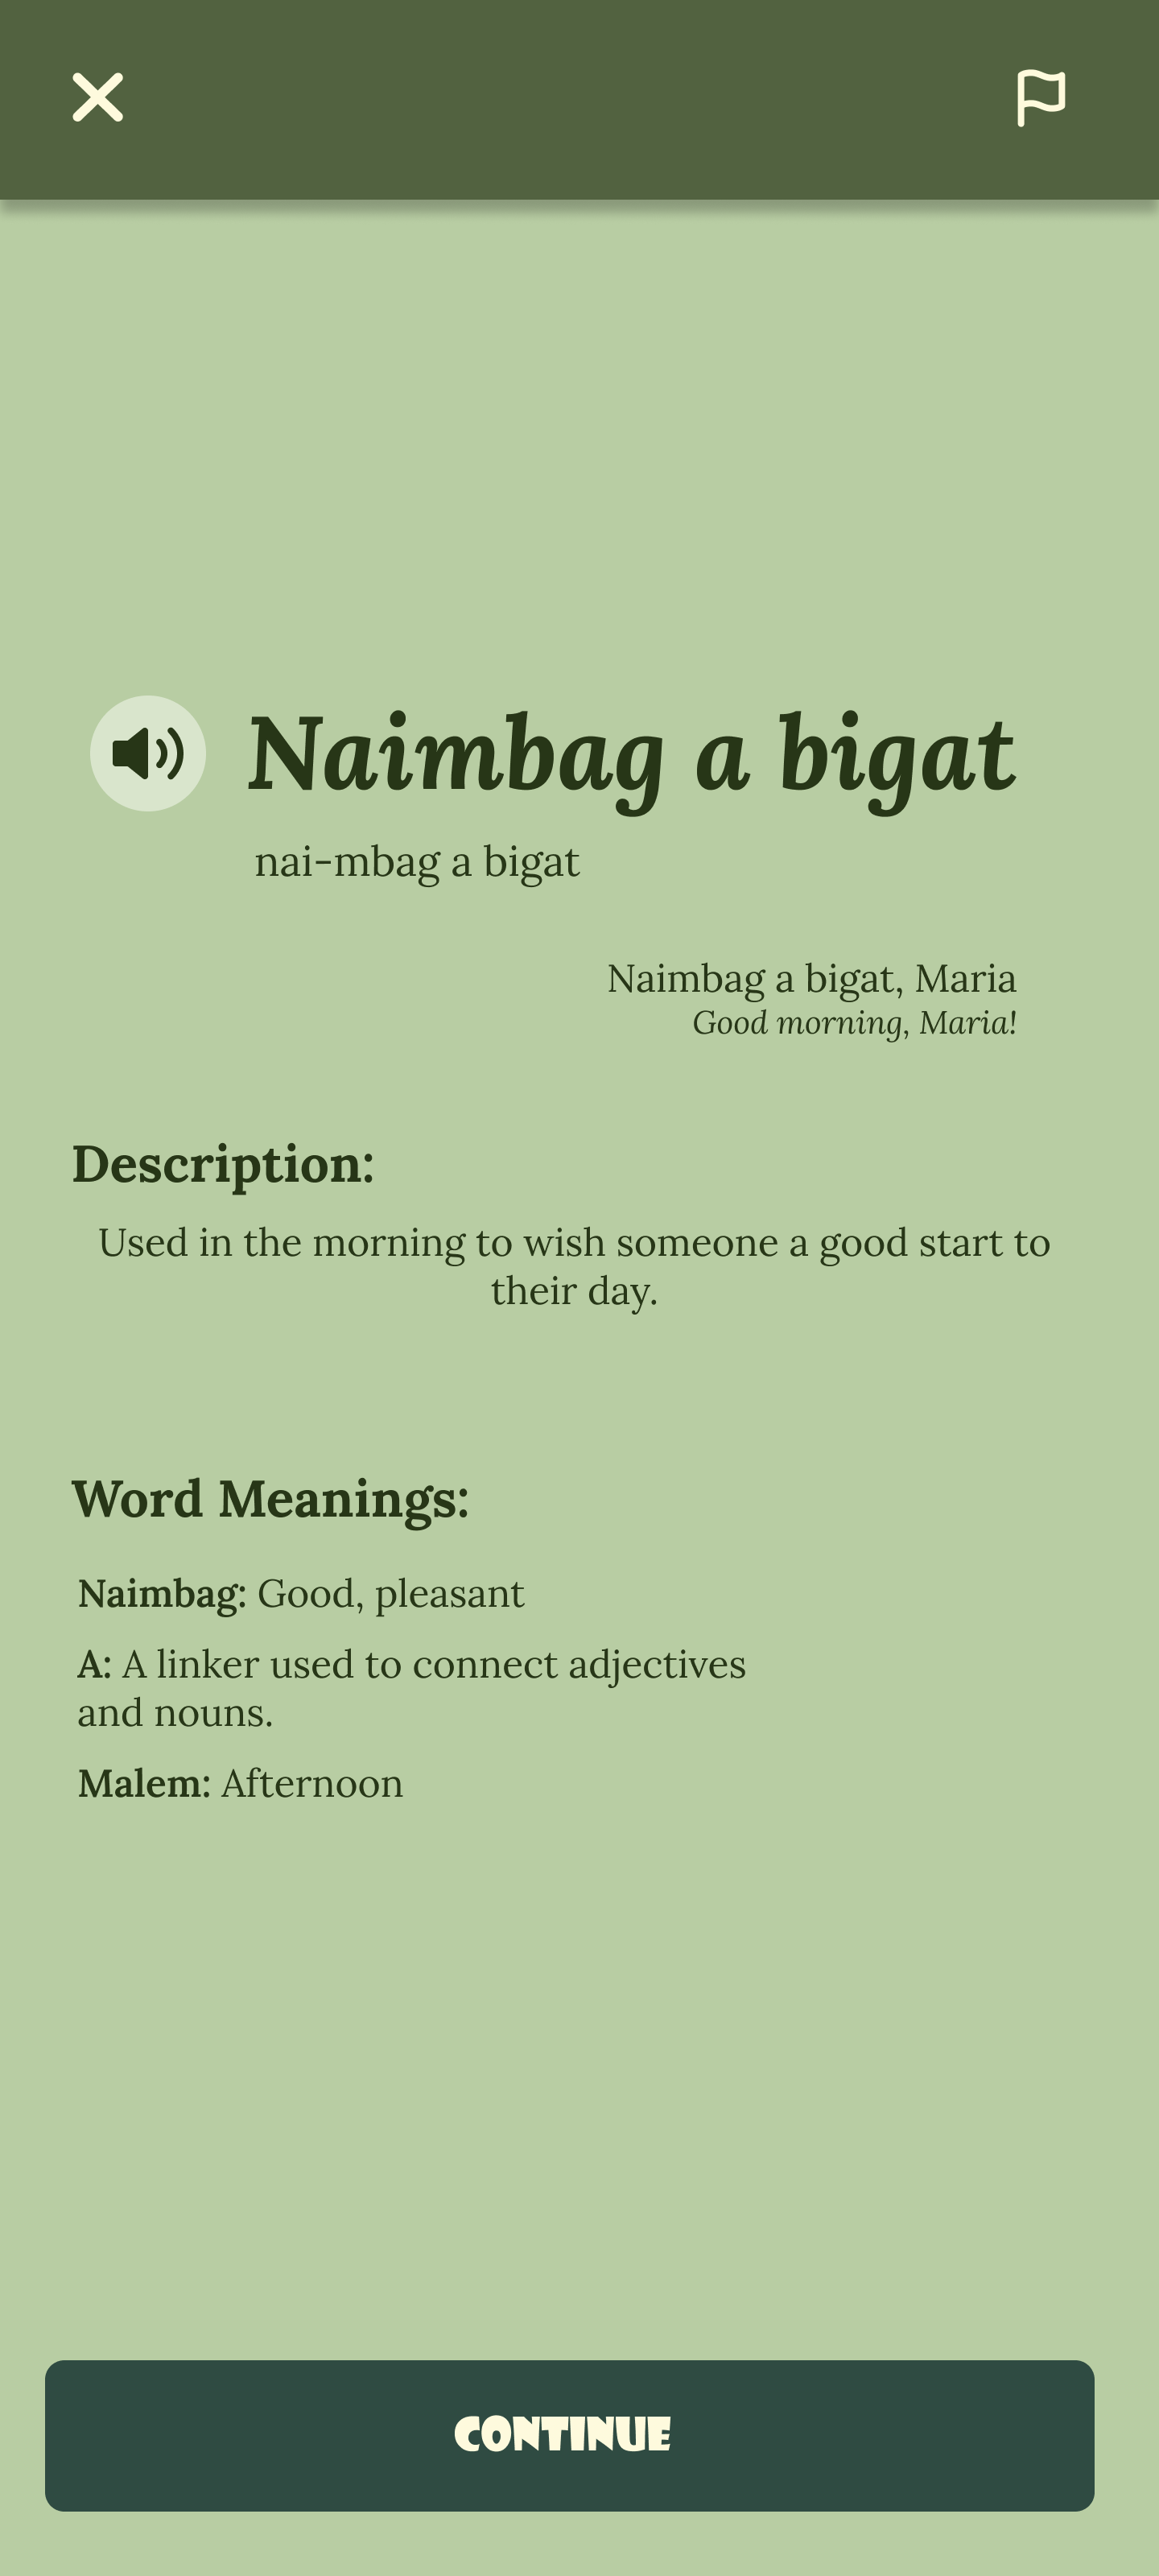 Naimbag a bigat
nai-mbag a bigat
Naimbag a bigat, Maria
Good morning, Maria!
Description:
Used in the morning to wish someone a good start to
their day.
Word Meanings:
Naimbag: Good, pleasant
A: A linker used to connect adjectives
and nouns.
Malem: Afternoon
CONTINUE